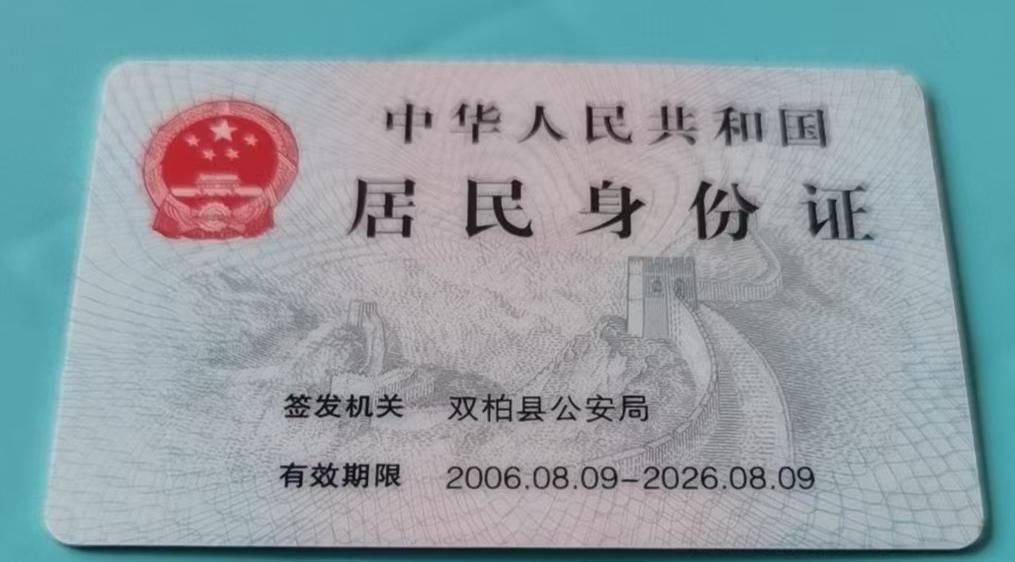 中华人民共和国
居民身份证
签发机关 双柏县公安局
有效期限 2006.08.09-2026.08.09